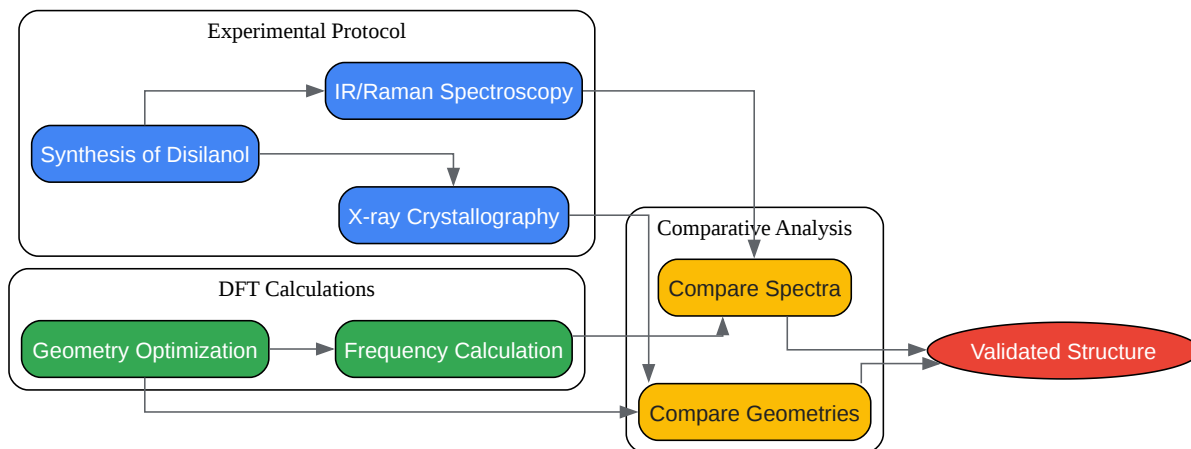 Experimental Protocol
IR/Raman Spectroscopy
Synthesis of Disilanol
X-ray Crystallography
DFT Calculations
Geometry Optimization
Frequency Calculation
Comparative Analysis
Compare Spectra
Compare Geometries
Validated Structure